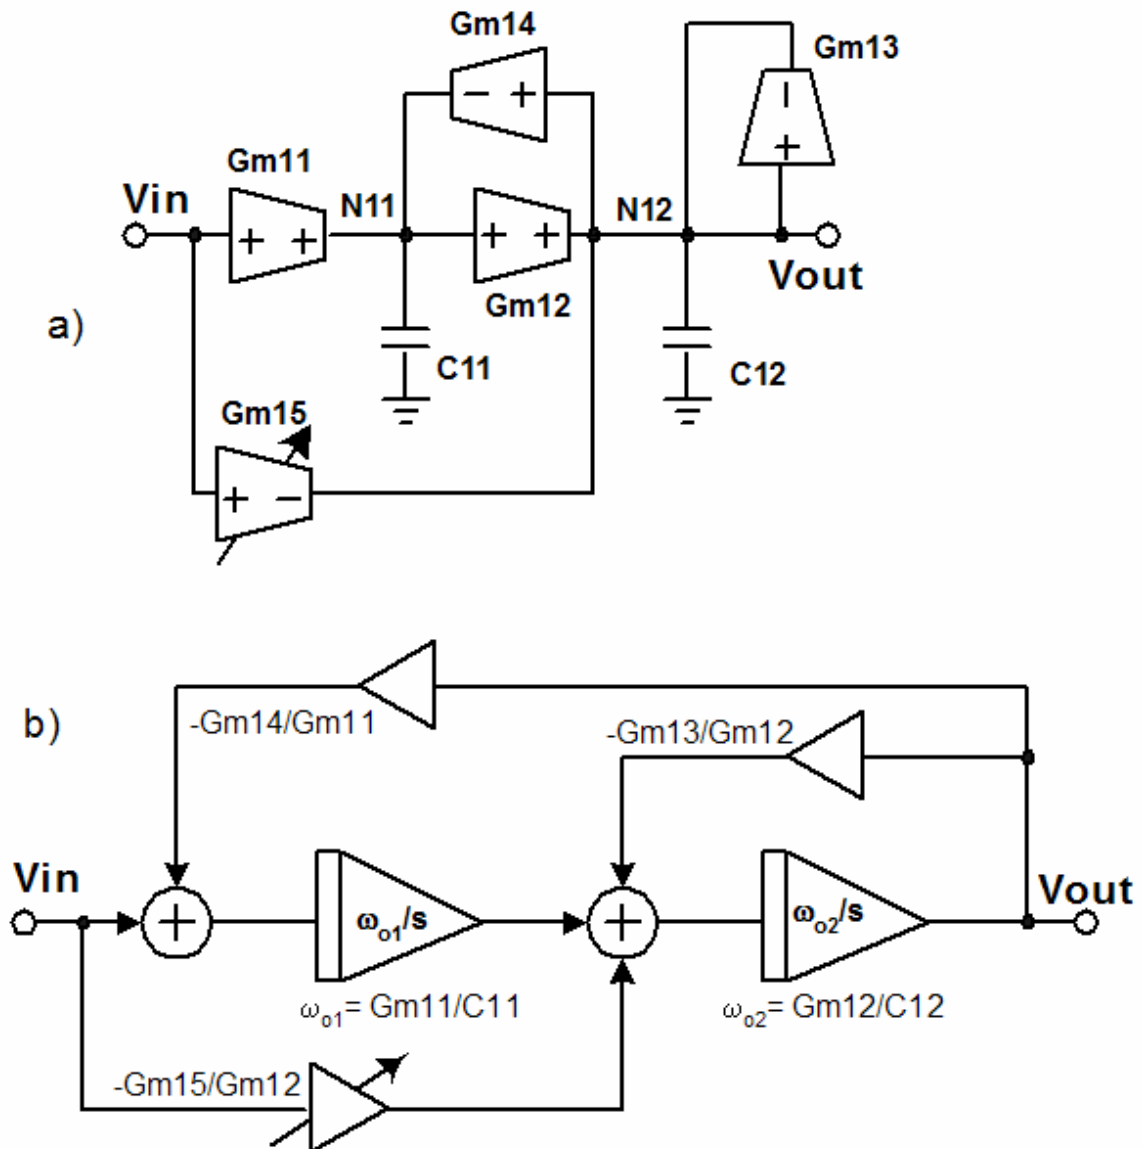 Gm14
Gm13
Gm11
Vin
N11
N12
- +
-
+
+ +
+ +
Vout
Gm12
a)
C11
C12
Gm15
+ -
b)
-Gm14/Gm11
-Gm13/Gm12
Vin
Vout
+
ωo1/s
+
ωo2/s
ωo1= Gm11/C11
ωo2= Gm12/C12
-Gm15/Gm12